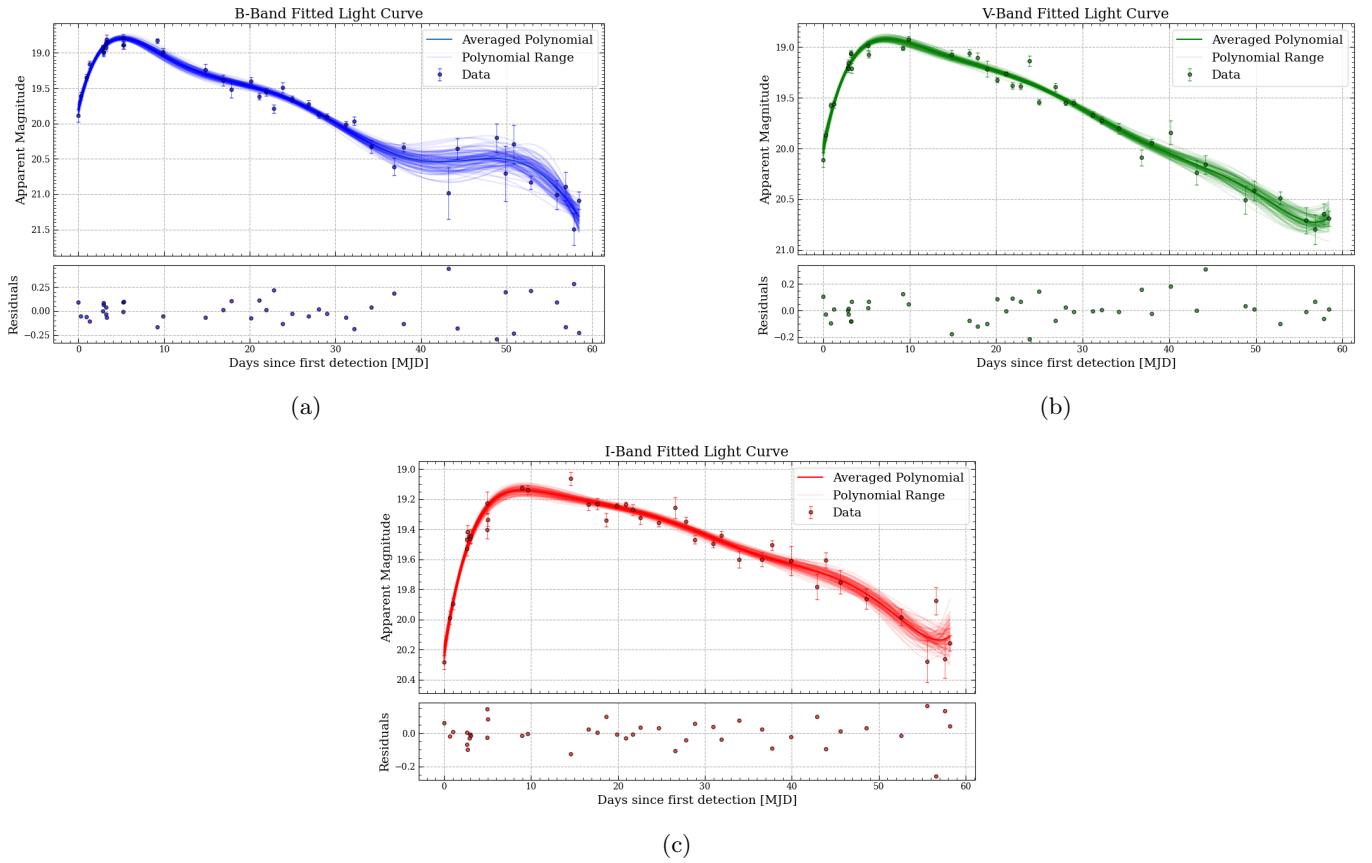 B-Band Fitted Light Curve
Averaged Polynomial
Polynomial Range
Data
Apparent Magnitude
19.0
19.5
20.0
20.5
21.0
21.5
Residuals
0.25
0.00
−0.25
0 10 20 30 40 50 60
Days since first detection [MJD]
(a)
V-Band Fitted Light Curve
Averaged Polynomial
Polynomial Range
Data
Apparent Magnitude
19.0
19.5
20.0
20.5
21.0
Residuals
0.2
0.0
−0.2
0 10 20 30 40 50 60
Days since first detection [MJD]
(b)
I-Band Fitted Light Curve
Averaged Polynomial
Polynomial Range
Data
Apparent Magnitude
19.0
19.2
19.4
19.6
19.8
20.0
20.2
20.4
Residuals
0.0
−0.2
0 10 20 30 40 50 60
Days since first detection [MJD]
(c)